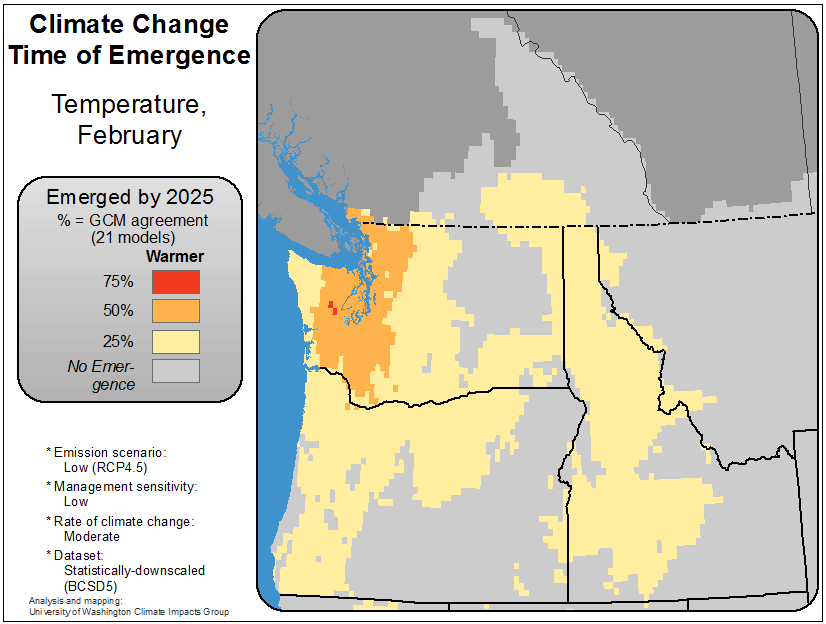 Climate Change
Time of Emergence
Temperature,
February
Emerged by 2025
% = GCM agreement
(21 models)
Warmer
75%
50%
25%
No Emer-
gence
* Emission scenario:
Low (RCP4.5)
* Management sensitivity:
Low
* Rate of climate change:
Moderate
* Dataset:
Statistically-downscaled
(BCSD5)
Analysis and mapping:
University of Washington Climate Impacts Group